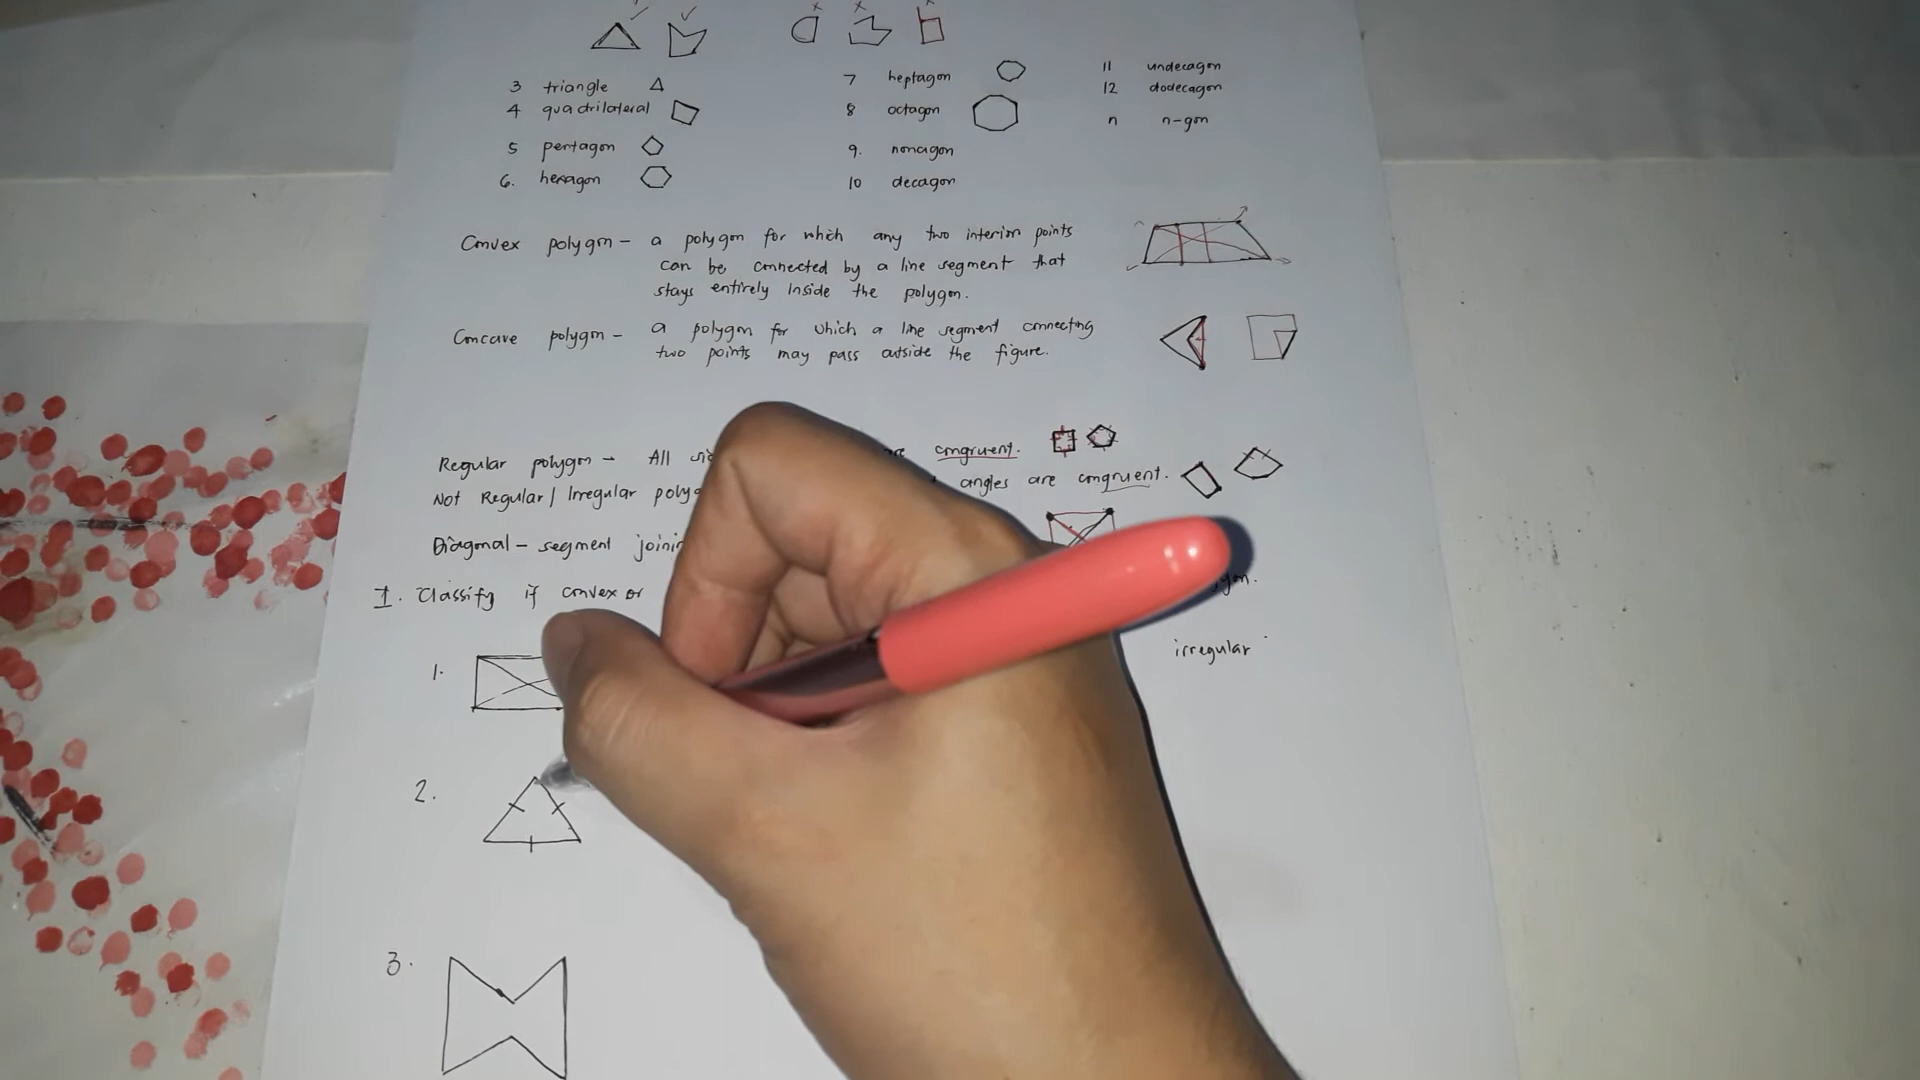 3 triangle
4 quadrilateral
5 pentagon
6. hexagon
7 heptagon
8 octagon
9. nonagon
10 decagon
11 undecagon
12 dodecagon
n n-gon
Convex polygon - a polygon for which any two interior points
can be connected by a line segment that
stays entirely inside the polygon.
Concave polygon - a polygon for which a line segment connecting
two points may pass outside the figure.
Regular polygon - All congruent.
Not Regular / Irregular angles are congruent.
Diagonal - segment
I. Classify if convex or
1. irregular
2.
3.